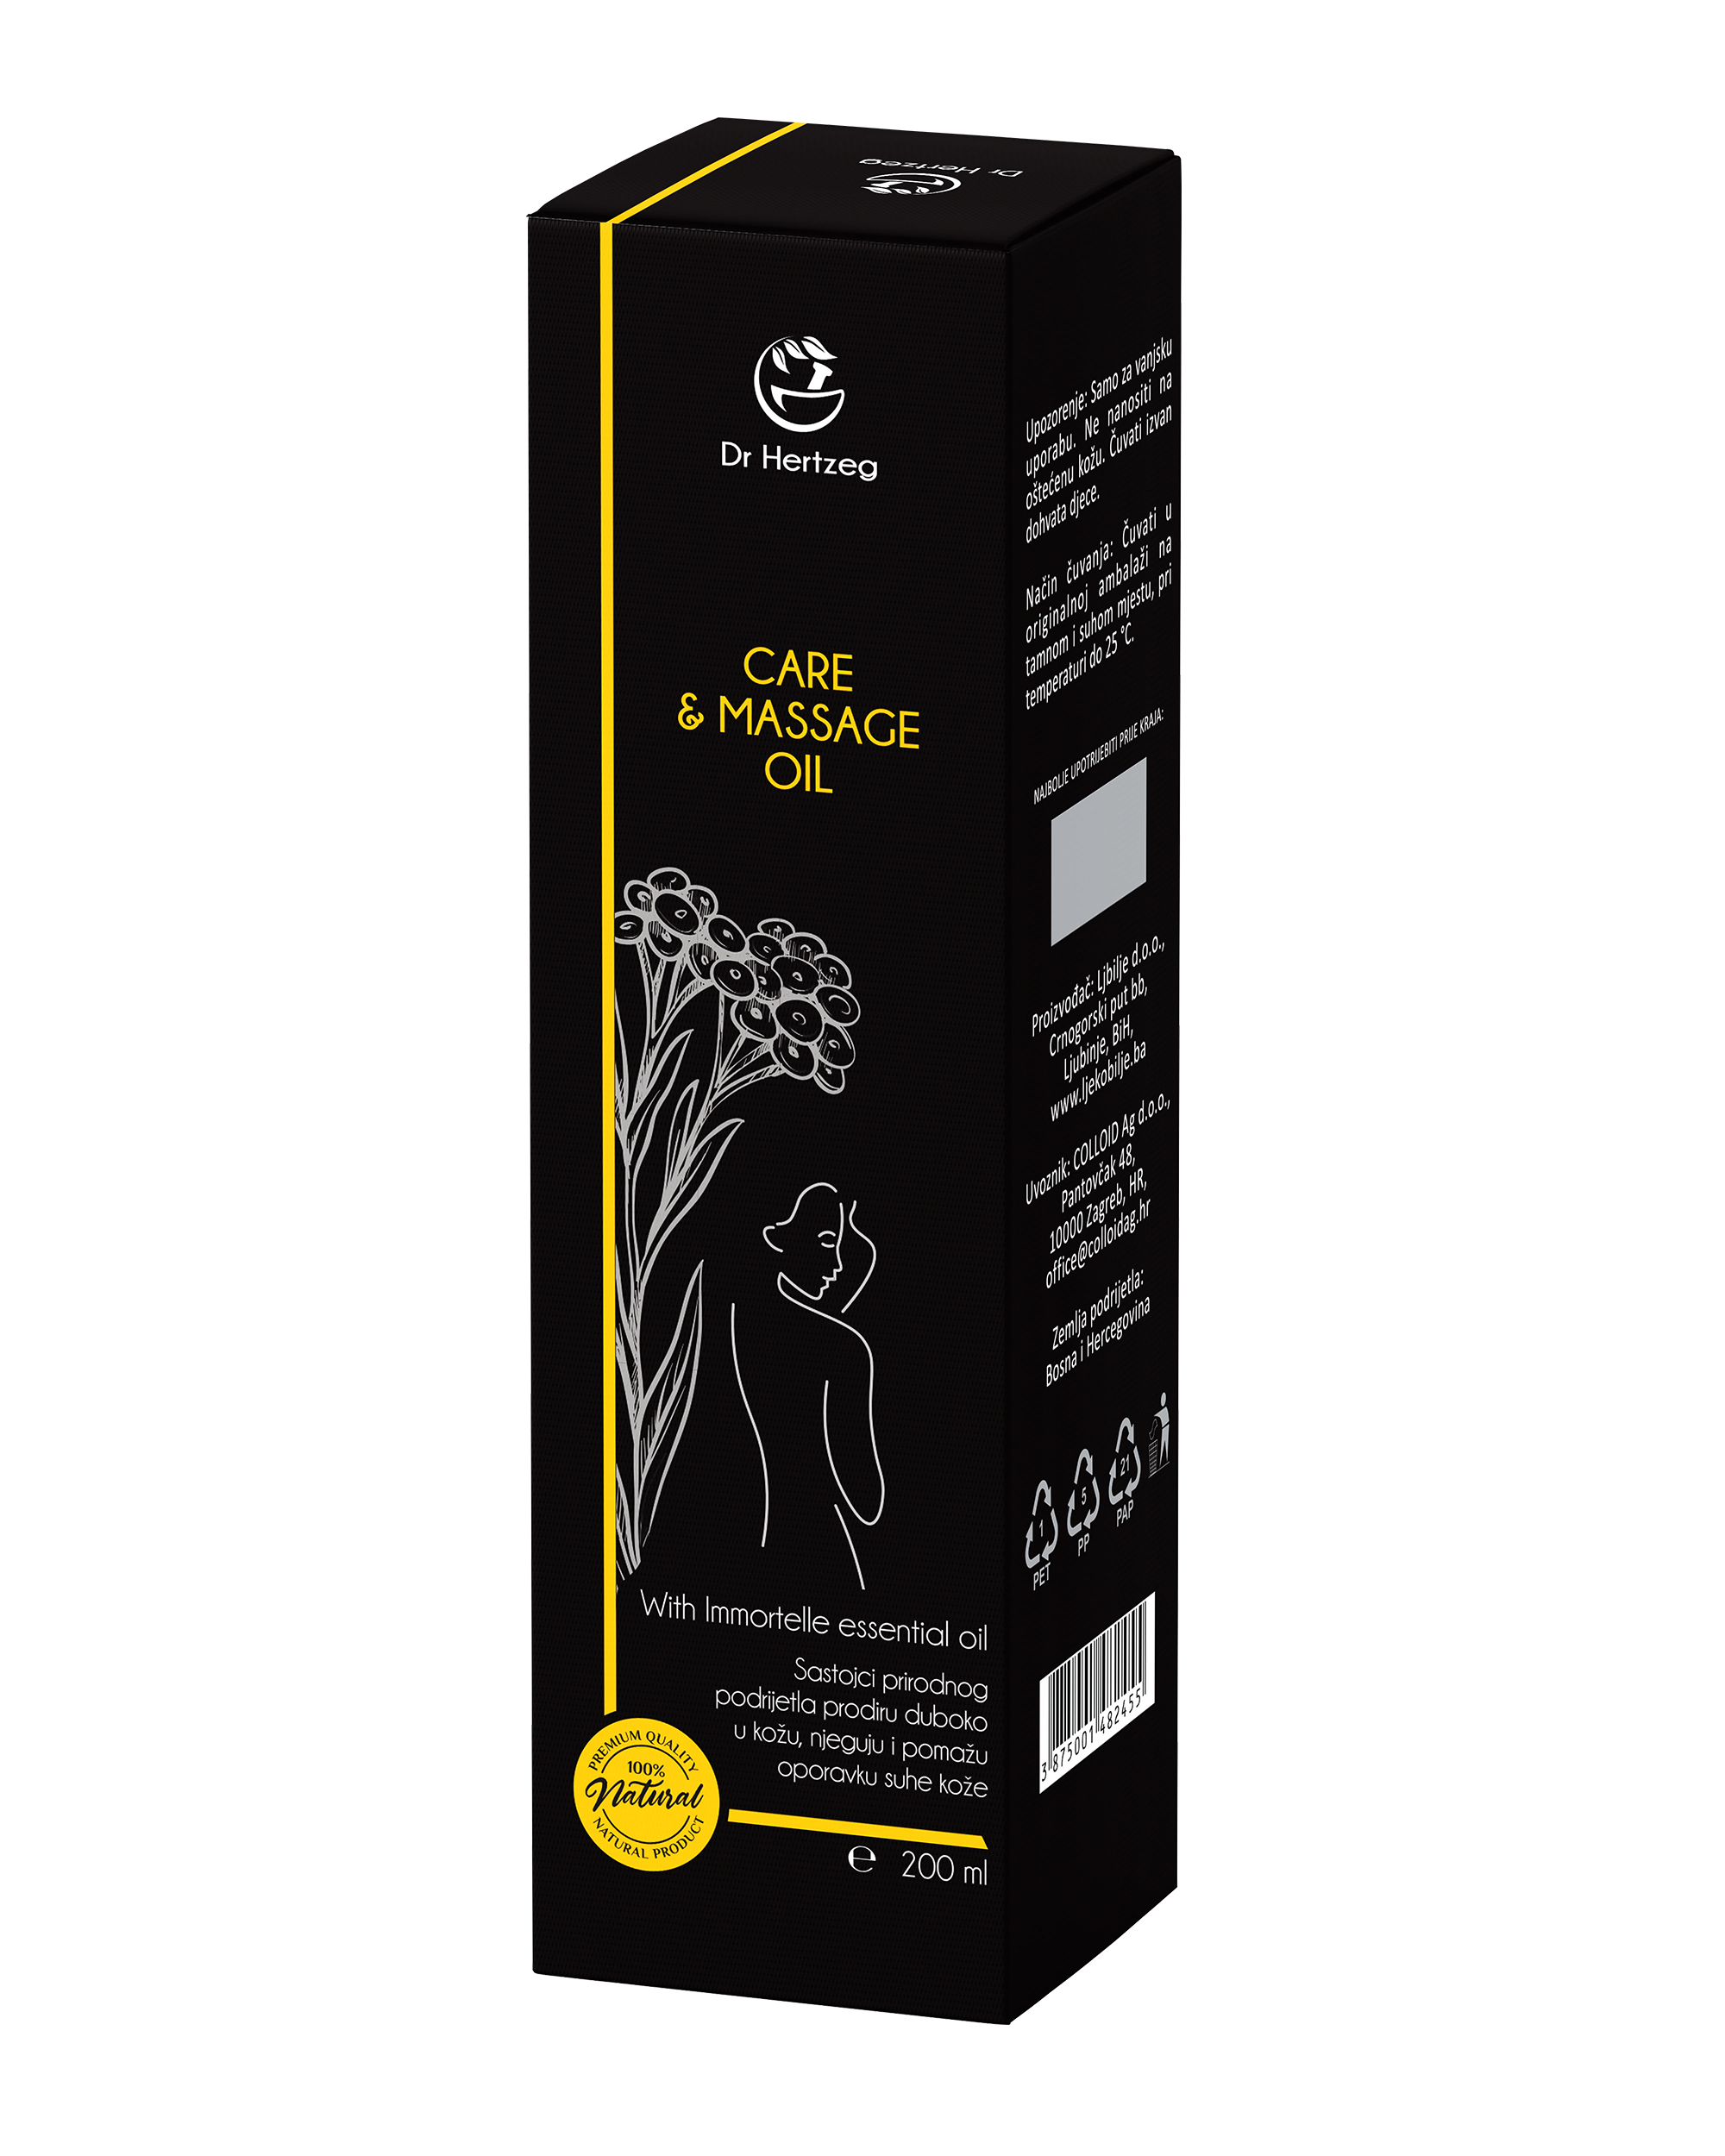 Dr Hertzeg
Dr Hertzeg
CARE
& MASSAGE
OIL
With Immortelle essential oil
Sastojci prirodnog
podrijetla prodiru duboko
u kožu, njeguju i pomažu
oporavku suhe kože
PREMIUM QUALITY
100%
Natural
NATURAL PRODUCT
℮ 200 ml
Upozorenje: Samo za vanjsku
uporabu. Ne nanositi na
oštećenu kožu. Čuvati izvan
dohvata djece.
Način čuvanja: Čuvati u
originalnoj ambalaži na
tamnom i suhom mjestu, pri
temperaturi do 25 °C.
NAJBOLJE UPOTRIJEBITI PRIJE KRAJA:
Proizvođač: Ljbilje d.o.o.,
Crnogorski put bb,
Ljubinje, BiH,
www.ljekobilje.ba
Uvoznik: COLLOID Ag d.o.o.,
Pantovčak 48,
10000 Zagreb, HR,
office@colloidag.hr
Zemlja podrijetla:
Bosna i Hercegovina
1
PET
5
PP
21
PAP
3 875001 482455